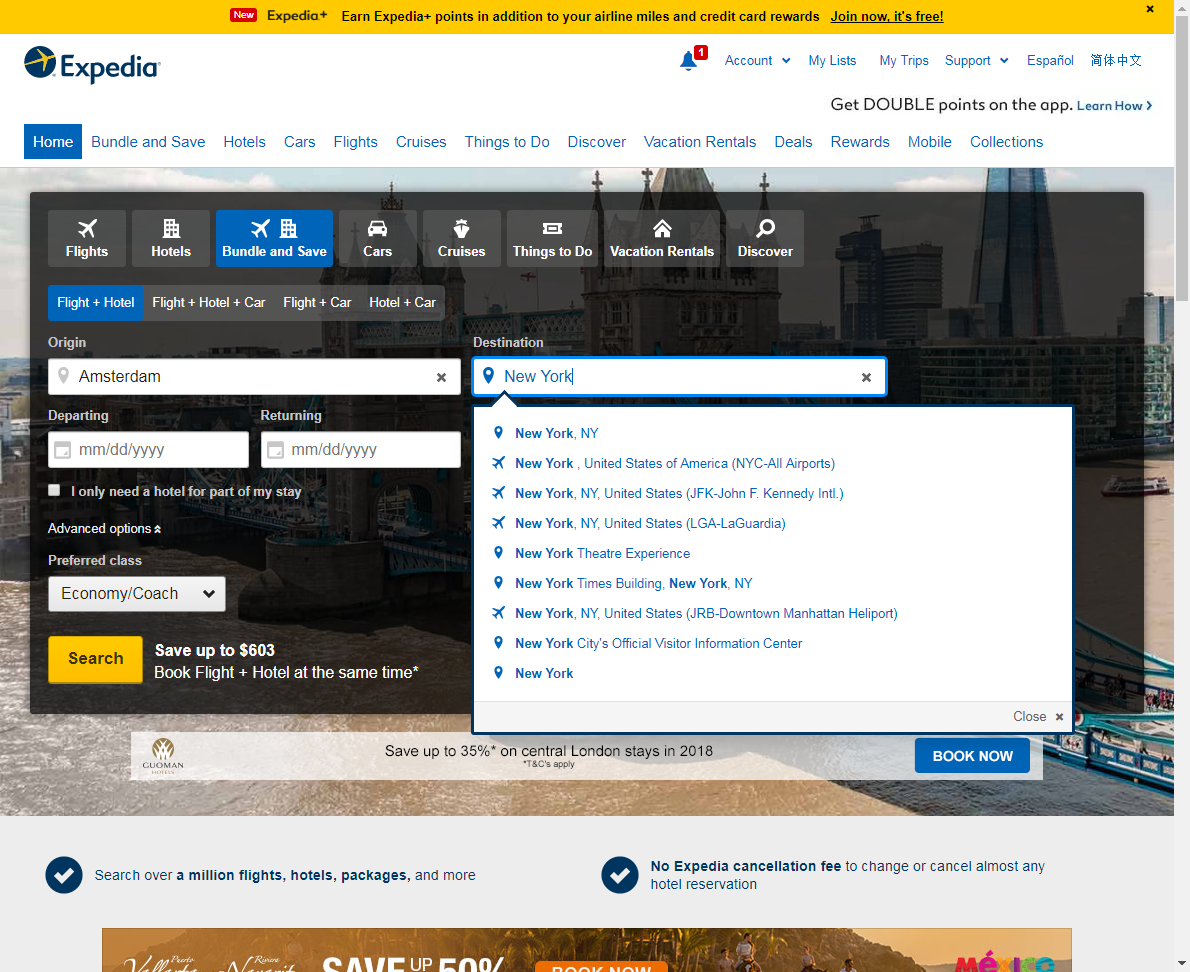 New Expedia+ Earn Expedia+ points in addition to your airline miles and credit card rewards Join now, it's free!
Expedia
1 Account My Lists My Trips Support Español 简体中文
Get DOUBLE points on the app. Learn How
Home Bundle and Save Hotels Cars Flights Cruises Things to Do Discover Vacation Rentals Deals Rewards Mobile Collections
Flights Hotels Bundle and Save Cars Cruises Things to Do Vacation Rentals Discover
Flight + Hotel Flight + Hotel + Car Flight + Car Hotel + Car
Origin Destination
Amsterdam New York
Departing Returning
mm/dd/yyyy mm/dd/yyyy
I only need a hotel for part of my stay
Advanced options
Preferred class
Economy/Coach
Search Save up to $603
Book Flight + Hotel at the same time*
New York, NY
New York , United States of America (NYC-All Airports)
New York, NY, United States (JFK-John F. Kennedy Intl.)
New York, NY, United States (LGA-LaGuardia)
New York Theatre Experience
New York Times Building, New York, NY
New York, NY, United States (JRB-Downtown Manhattan Heliport)
New York City's Official Visitor Information Center
New York
Close
GUOMAN
HOTELS
Save up to 35%* on central London stays in 2018
*T&C's apply
BOOK NOW
Search over a million flights, hotels, packages, and more
No Expedia cancellation fee to change or cancel almost any
hotel reservation
Puerto Riviera
Vallarta Nayarit SAVE UP 50% BOOK NOW méxico